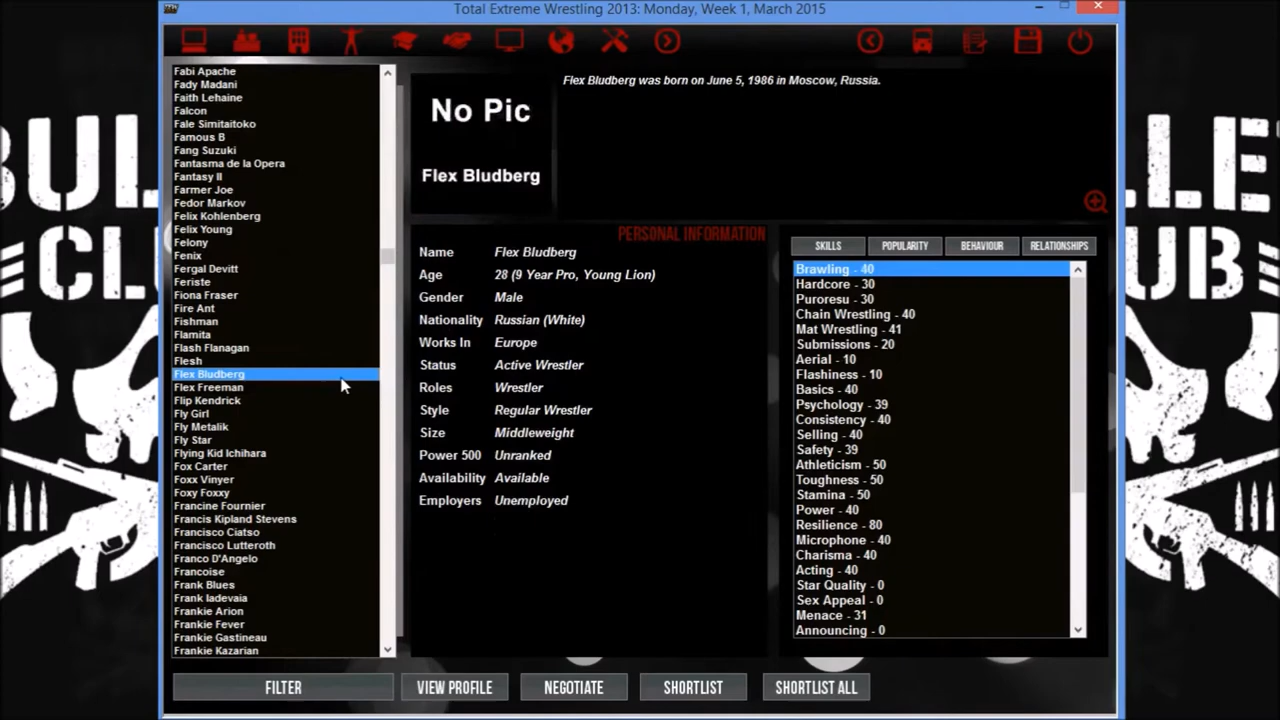 Total Extreme Wrestling 2013: Monday, Week 1, March 2015
Fabi Apache
Fady Madani
Faith Lehaine
Falcon
Fale Simitaitoko
Famous B
Fang Suzuki
Fantasma de la Opera
Fantasy II
Farmer Joe
Fedor Markov
Felix Kohlenberg
Felix Young
Felony
Fenix
Fergal Devitt
Feriste
Fiona Fraser
Fire Ant
Fishman
Flamita
Flash Flanagan
Flesh
Flex Bludberg
Flex Freeman
Flip Kendrick
Fly Girl
Fly Metalik
Fly Star
Flying Kid Ichihara
Fox Carter
Foxx Vinyer
Foxy Foxxy
Francine Fournier
Francis Kipland Stevens
Francisco Ciatso
Francisco Lutteroth
Franco D'Angelo
Francoise
Frank Blues
Frank Iadevaia
Frankie Arion
Frankie Fever
Frankie Gastineau
Frankie Kazarian
No Pic
Flex Bludberg
Flex Bludberg was born on June 5, 1986 in Moscow, Russia.
PERSONAL INFORMATION
Name Flex Bludberg
Age 28 (9 Year Pro, Young Lion)
Gender Male
Nationality Russian (White)
Works In Europe
Status Active Wrestler
Roles Wrestler
Style Regular Wrestler
Size Middleweight
Power 500 Unranked
Availability Available
Employers Unemployed
SKILLS POPULARITY BEHAVIOUR RELATIONSHIPS
Brawling - 40
Hardcore - 30
Puroresu - 30
Chain Wrestling - 40
Mat Wrestling - 41
Submissions - 20
Aerial - 10
Flashiness - 10
Basics - 40
Psychology - 39
Consistency - 40
Selling - 40
Safety - 39
Athleticism - 50
Toughness - 50
Stamina - 50
Power - 40
Resilience - 80
Microphone - 40
Charisma - 40
Acting - 40
Star Quality - 0
Sex Appeal - 0
Menace - 31
Announcing - 0
FILTER VIEW PROFILE NEGOTIATE SHORTLIST SHORTLIST ALL